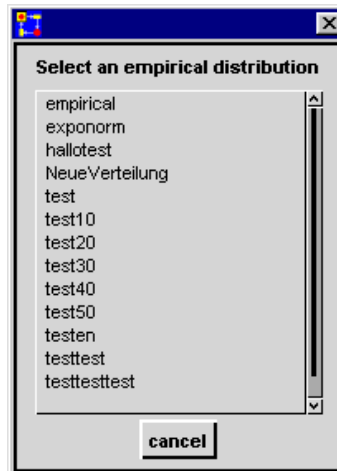 Select an empirical distribution
empirical
exponorm
hallotest
NeueVerteilung
test
test10
test20
test30
test40
test50
testen
testtest
testtesttest
cancel